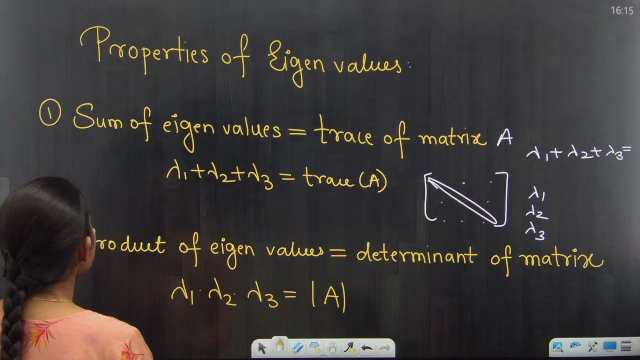 16:15
Properties of Eigen values:
① Sum of eigen values = trace of matrix A
λ1+λ2+λ3=
λ1+λ2+λ3 = trace(A)
λ1
λ2
λ3
roduct of eigen values = determinant of matrix
λ1· λ2· λ3 = |A|